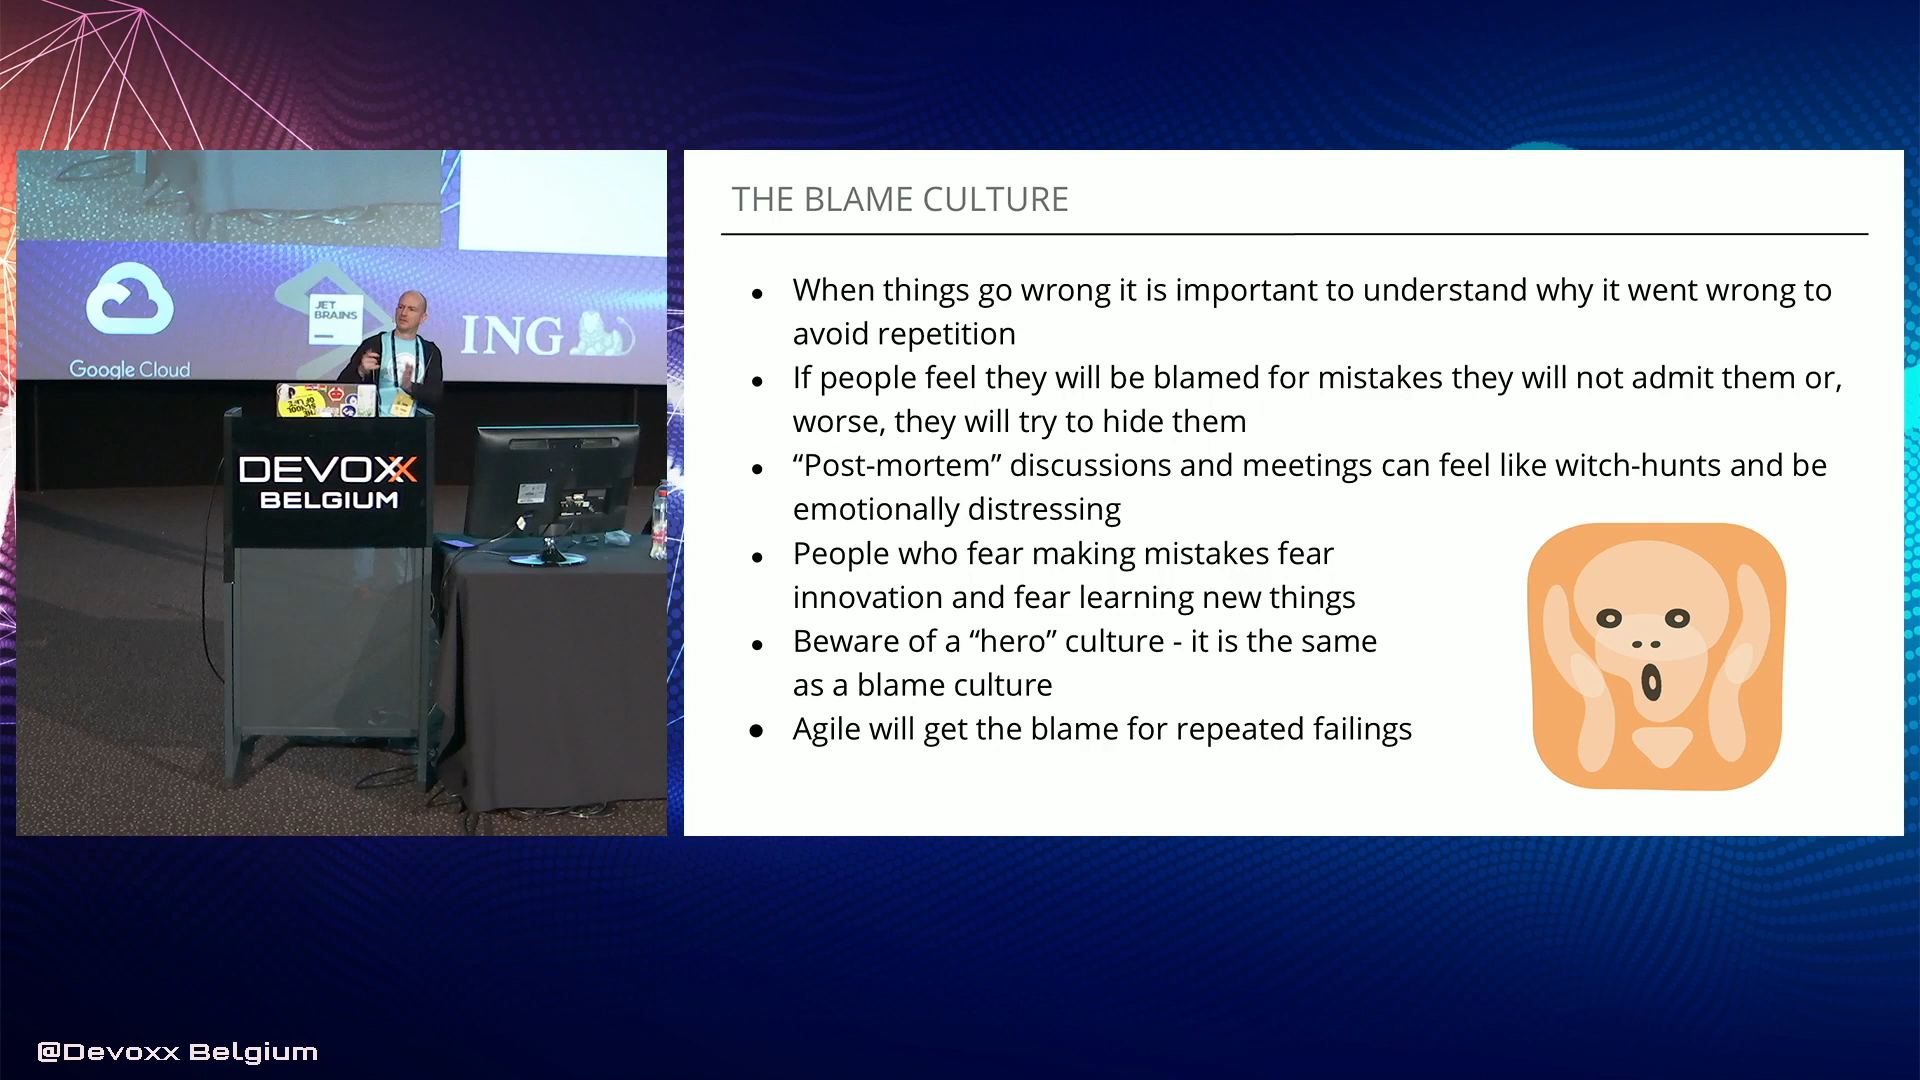 THE BLAME CULTURE
● When things go wrong it is important to understand why it went wrong to
avoid repetition
● If people feel they will be blamed for mistakes they will not admit them or,
worse, they will try to hide them
● “Post-mortem” discussions and meetings can feel like witch-hunts and be
emotionally distressing
● People who fear making mistakes fear
innovation and fear learning new things
● Beware of a “hero” culture - it is the same
as a blame culture
● Agile will get the blame for repeated failings
Google Cloud
JET
BRAINS
ING
DEVOXX
BELGIUM
@Devoxx Belgium